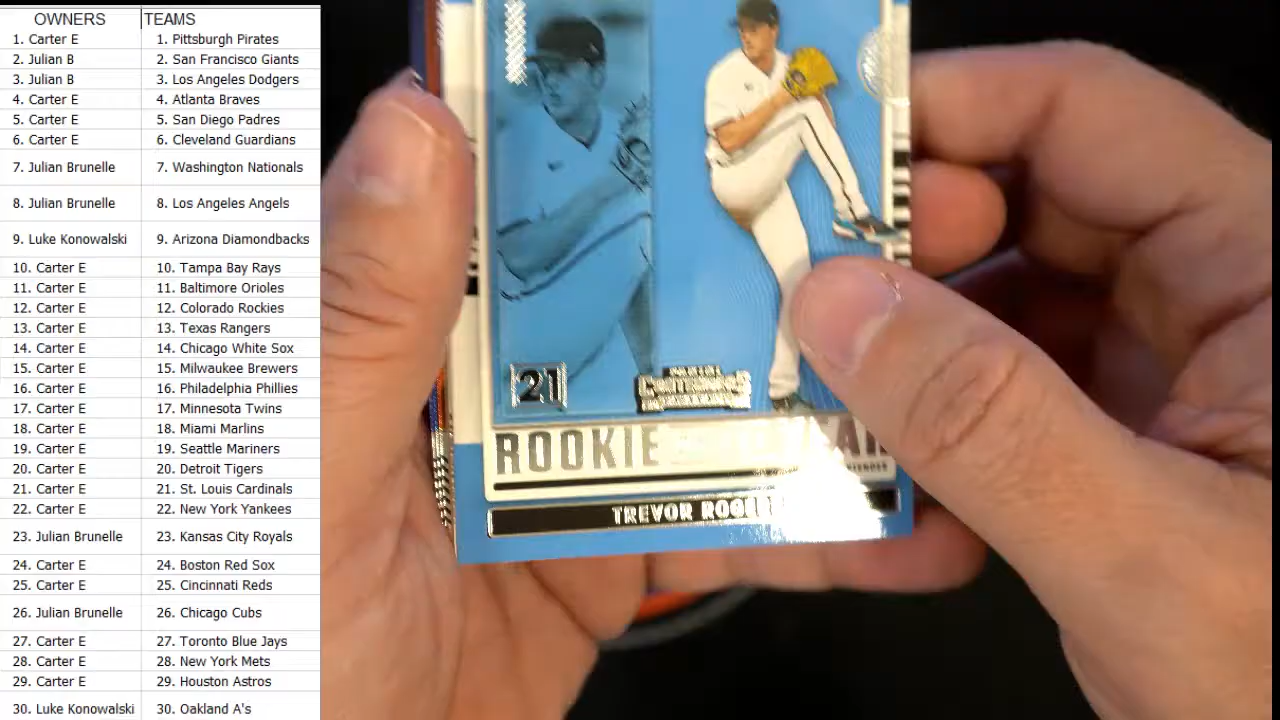 OWNERS TEAMS
1. Carter E 1. Pittsburgh Pirates
2. Julian B 2. San Francisco Giants
3. Julian B 3. Los Angeles Dodgers
4. Carter E 4. Atlanta Braves
5. Carter E 5. San Diego Padres
6. Carter E 6. Cleveland Guardians
7. Julian Brunelle 7. Washington Nationals
8. Julian Brunelle 8. Los Angeles Angels
9. Luke Konowalski 9. Arizona Diamondbacks
10. Carter E 10. Tampa Bay Rays
11. Carter E 11. Baltimore Orioles
12. Carter E 12. Colorado Rockies
13. Carter E 13. Texas Rangers
14. Carter E 14. Chicago White Sox
15. Carter E 15. Milwaukee Brewers
16. Carter E 16. Philadelphia Phillies
17. Carter E 17. Minnesota Twins
18. Carter E 18. Miami Marlins
19. Carter E 19. Seattle Mariners
20. Carter E 20. Detroit Tigers
21. Carter E 21. St. Louis Cardinals
22. Carter E 22. New York Yankees
23. Julian Brunelle 23. Kansas City Royals
24. Carter E 24. Boston Red Sox
25. Carter E 25. Cincinnati Reds
26. Julian Brunelle 26. Chicago Cubs
27. Carter E 27. Toronto Blue Jays
28. Carter E 28. New York Mets
29. Carter E 29. Houston Astros
30. Luke Konowalski 30. Oakland A's
21
PANINI
CONTENDERS
ROOKIE
TREVOR